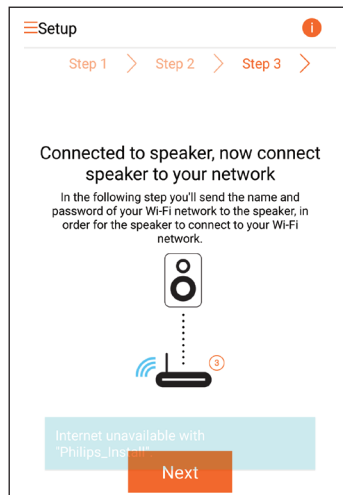 Setup
i
Step 1 > Step 2 > Step 3 >
Connected to speaker, now connect
speaker to your network
In the following step you'll send the name and
password of your Wi-Fi network to the speaker, in
order for the speaker to connect to your Wi-Fi
network.
3
Internet unavailable with
"Philips_Install".
Next